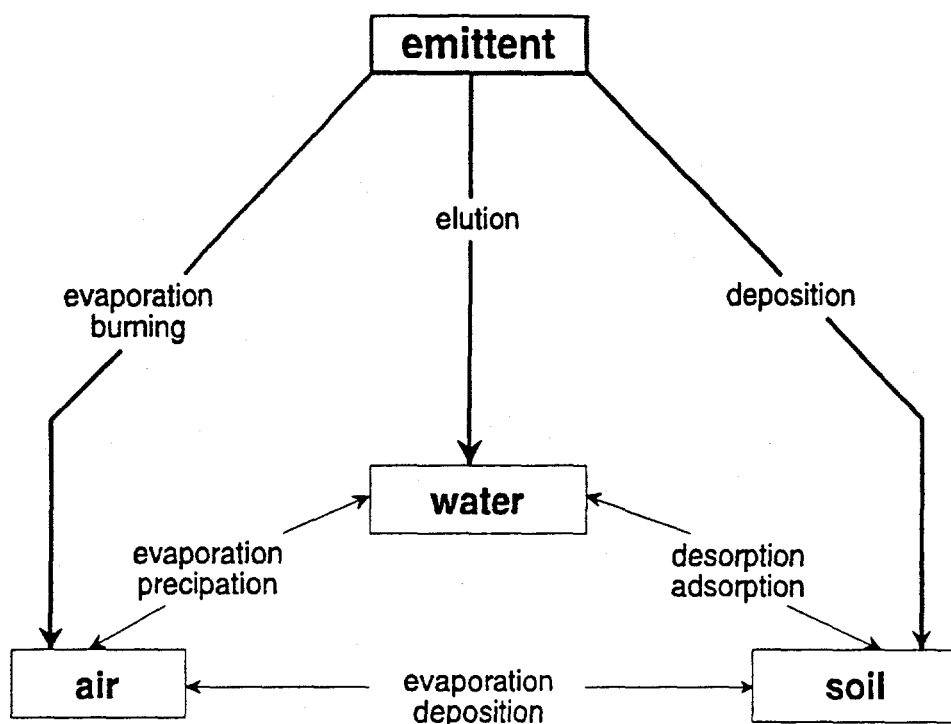 emittent
elution
evaporation
burning
deposition
water
evaporation
precipation
desorption
adsorption
air
evaporation
deposition
soil